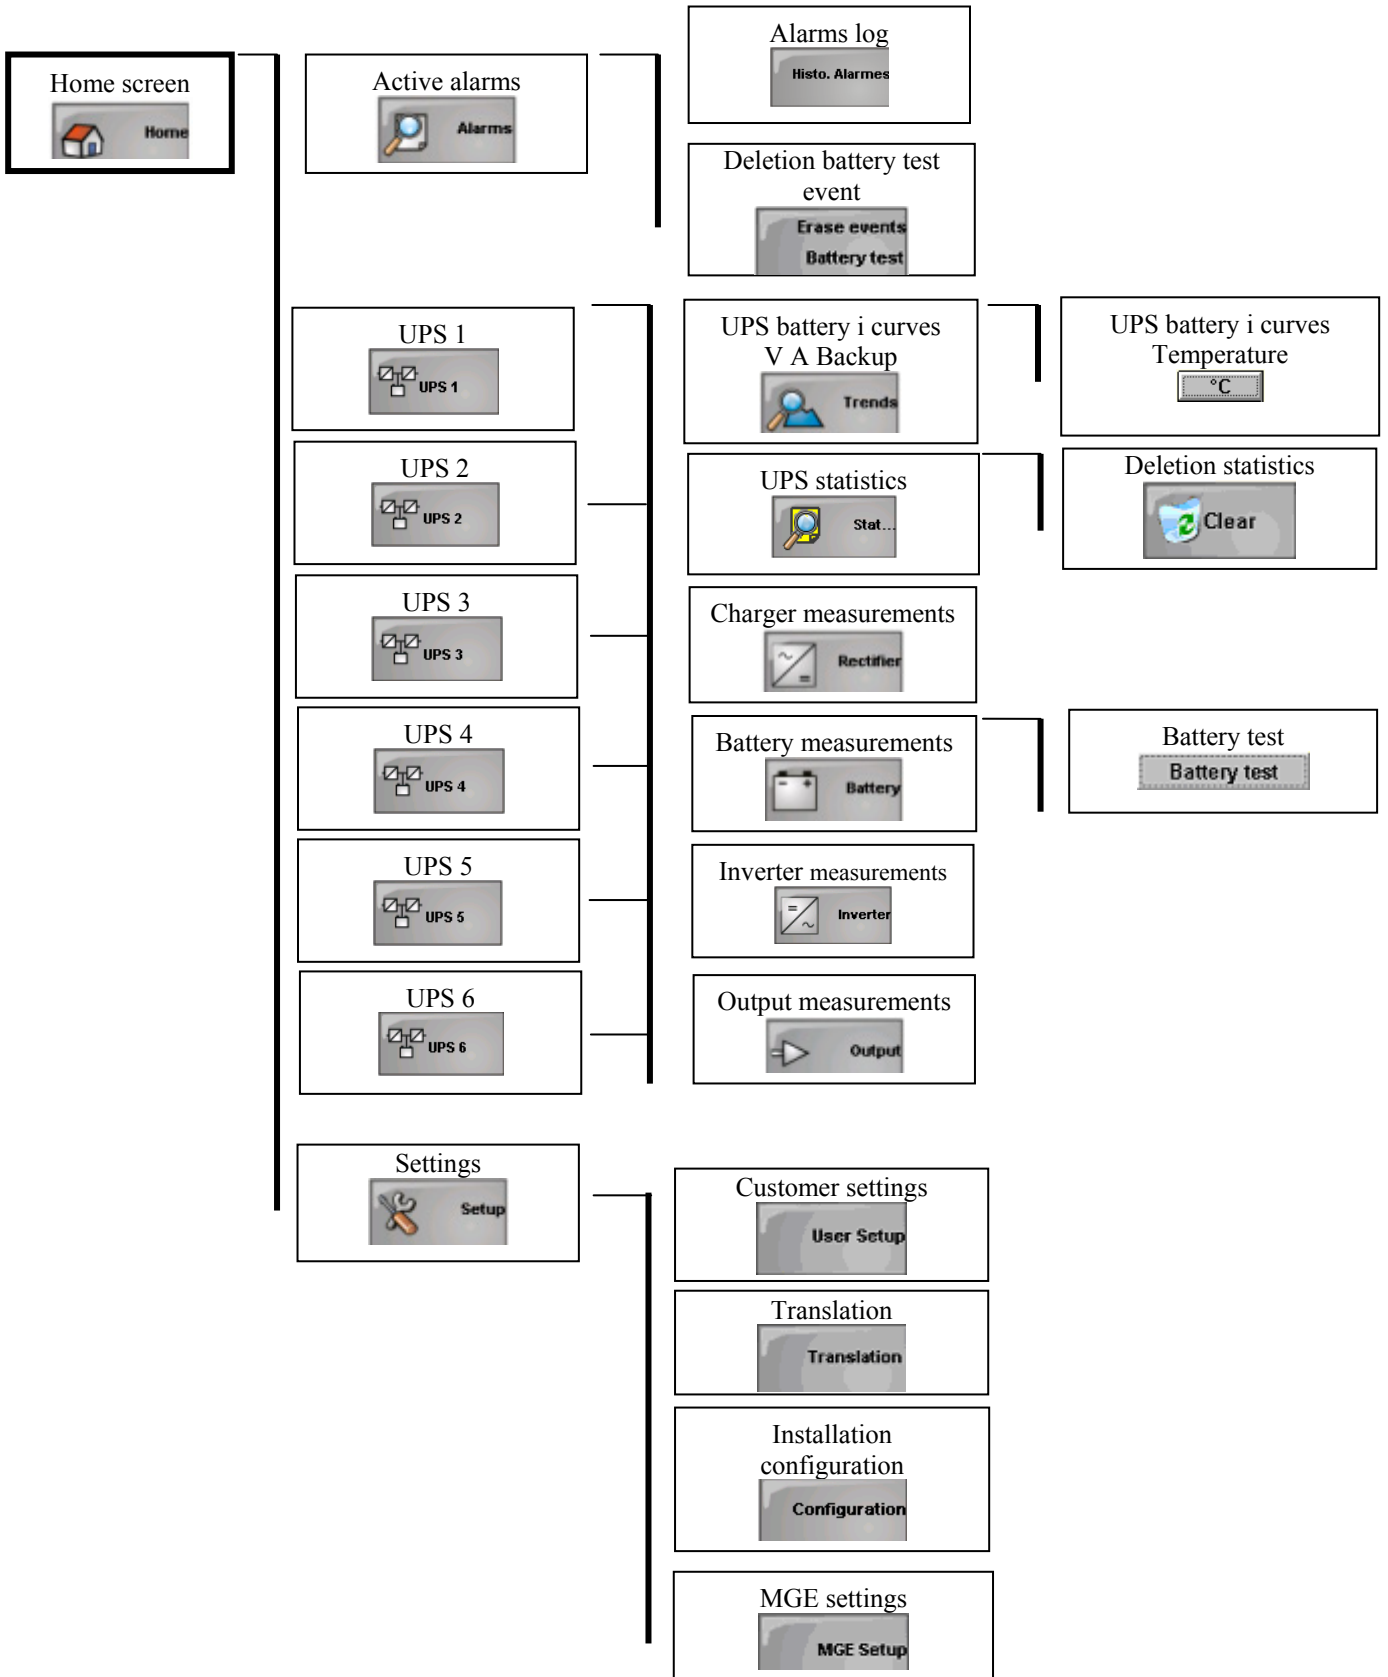 Home screen
Home
Active alarms
Alarms
Alarms log
Histo. Alarmes
Deletion battery test
event
Erase events
Battery test
UPS 1
UPS 1
UPS 2
UPS 2
UPS 3
UPS 3
UPS 4
UPS 4
UPS 5
UPS 5
UPS 6
UPS 6
UPS battery i curves
V A Backup
Trends
UPS battery i curves
Temperature
°C
UPS statistics
Stat...
Deletion statistics
Clear
Charger measurements
Rectifier
Battery measurements
Battery
Battery test
Battery test
Inverter measurements
Inverter
Output measurements
Output
Settings
Setup
Customer settings
User Setup
Translation
Translation
Installation
configuration
Configuration
MGE settings
MGE Setup